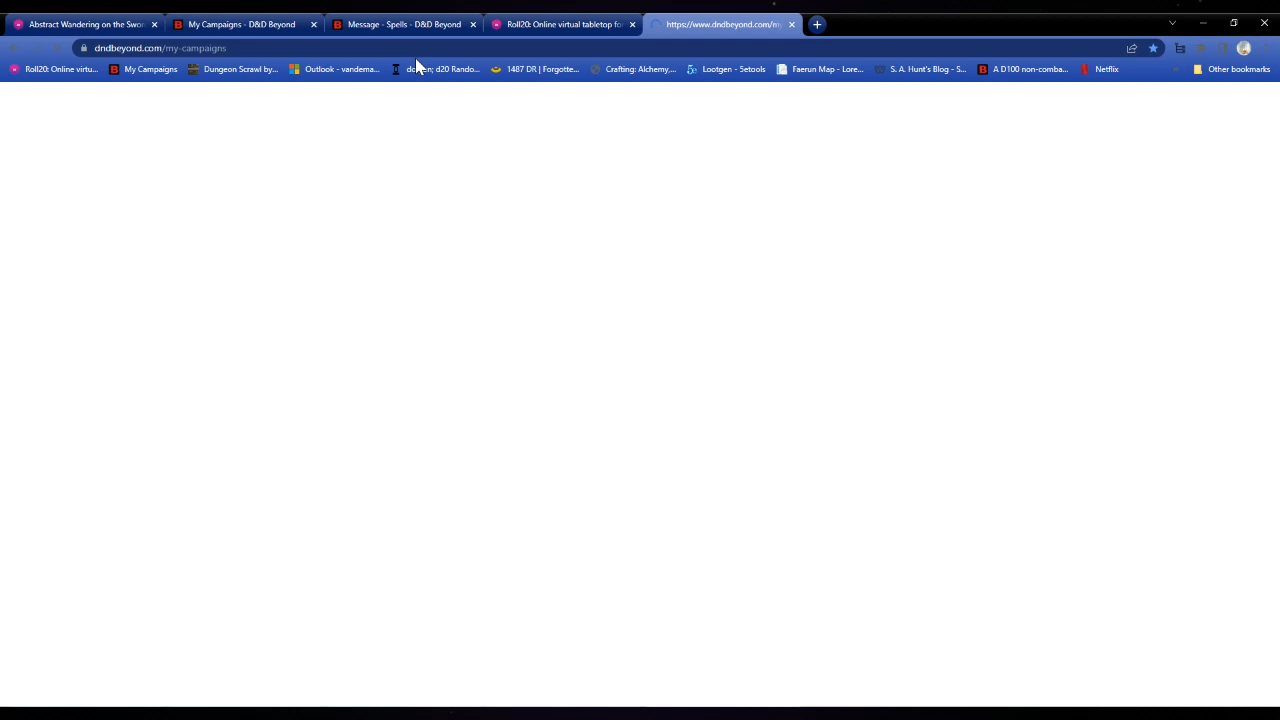 Abstract Wandering on the Swor
My Campaigns - D&D Beyond
Message - Spells - D&D Beyond
Roll20: Online virtual tabletop for
https://www.dndbeyond.com/my
dndbeyond.com/my-campaigns
Roll20: Online virtu...
My Campaigns
Dungeon Scrawl by...
Outlook - vandema...
d20 Rando...
1487 DR | Forgotte...
Crafting: Alchemy,...
Lootgen - 5etools
Faerun Map - Lore...
S. A. Hunt's Blog - S...
A D100 non-comba...
Netflix
Other bookmarks